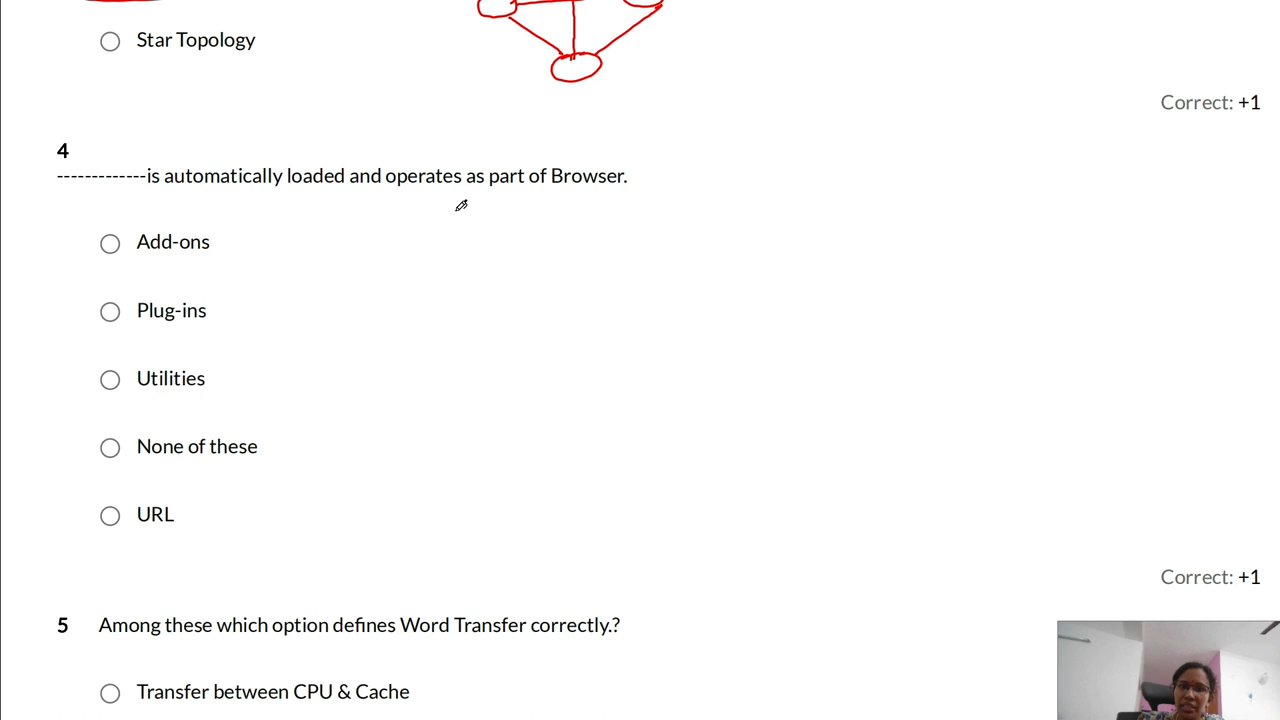 Star Topology
Correct: +1
4
-------------is automatically loaded and operates as part of Browser.
Add-ons
Plug-ins
Utilities
None of these
URL
Correct: +1
5 Among these which option defines Word Transfer correctly.?
Transfer between CPU & Cache